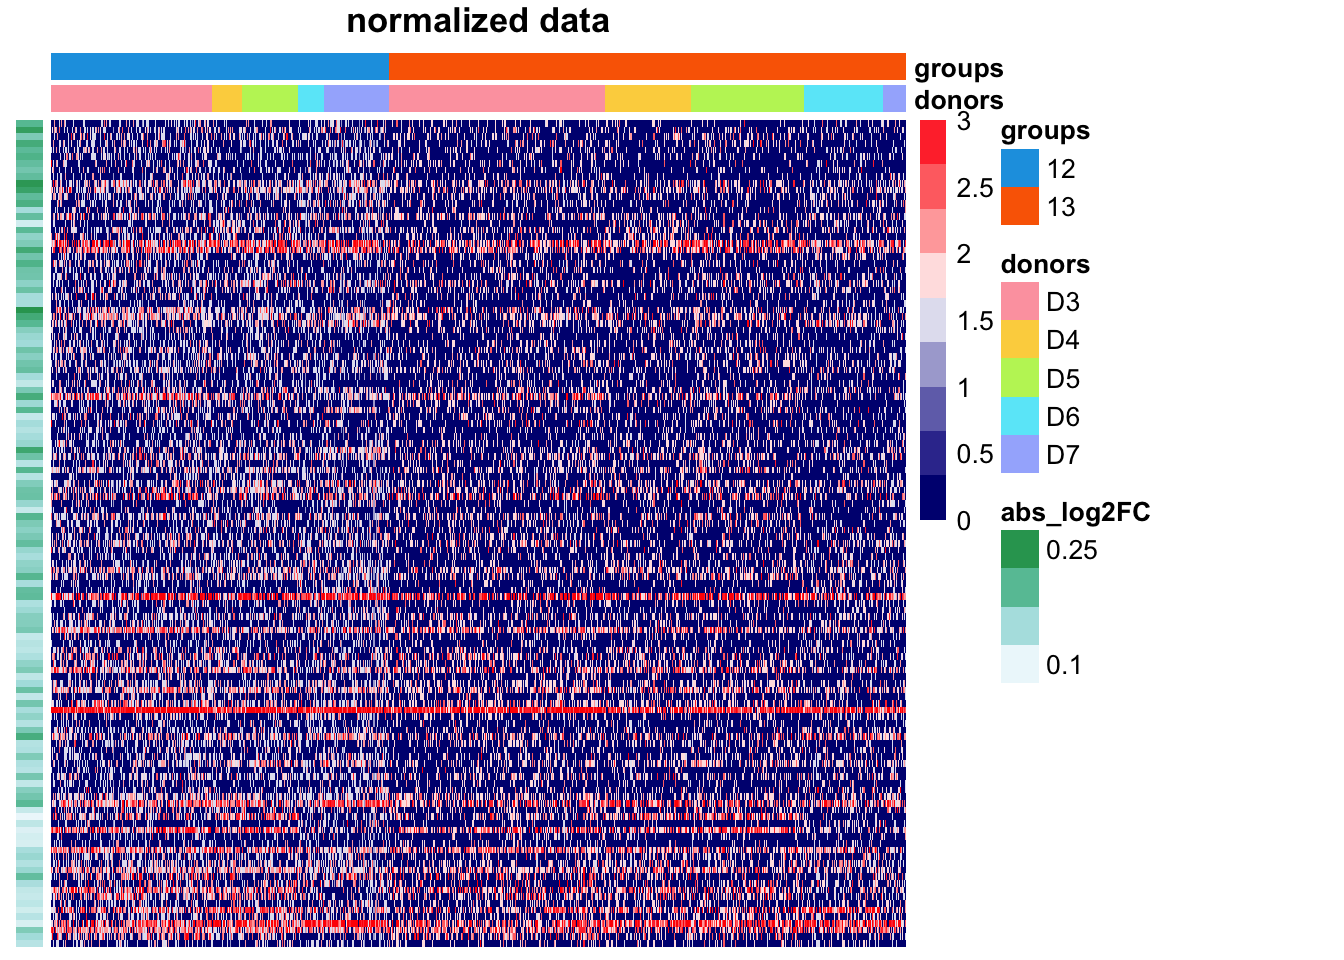 normalized data
groups
donors
3
2.5
2
1.5
1
0.5
0
groups
12
13
donors
D3
D4
D5
D6
D7
abs_log2FC
0.25
0.1